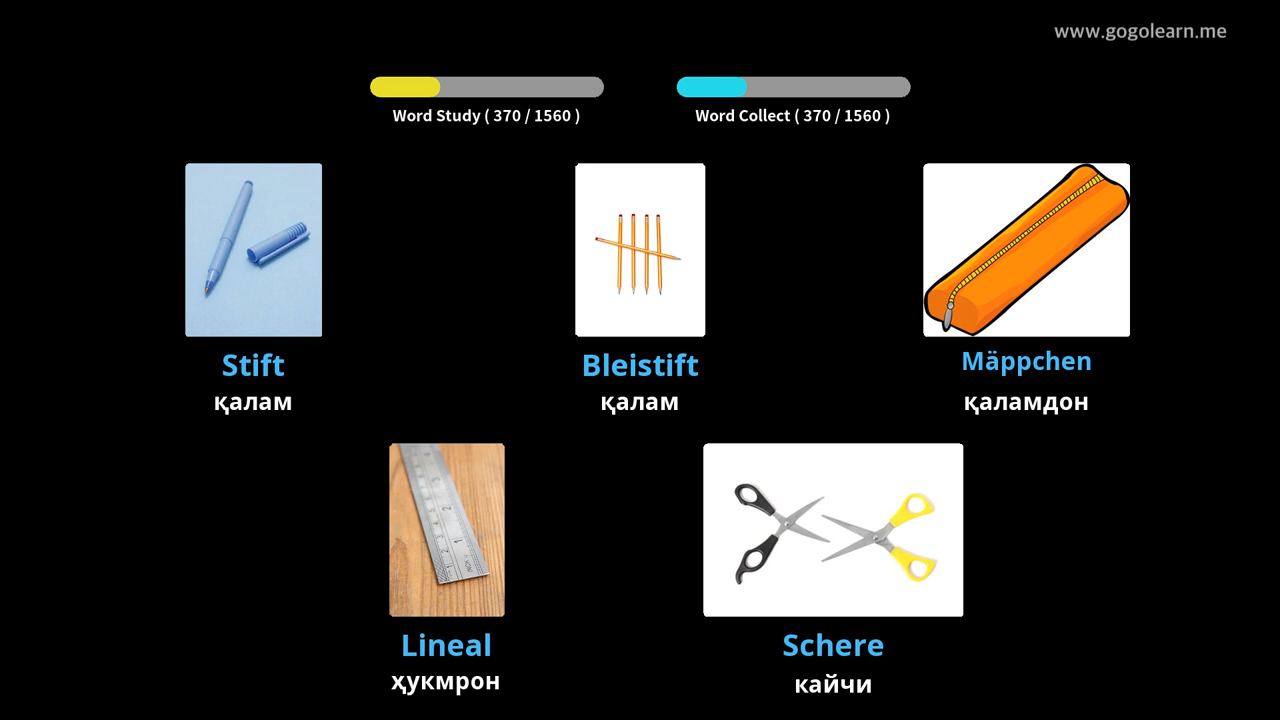 www.gogolearn.me
Word Study ( 370 / 1560 )
Word Collect ( 370 / 1560 )
Stift
қалам
Bleistift
қалам
Mäppchen
қаламдон
Lineal
ҳукмрон
Schere
кайчи